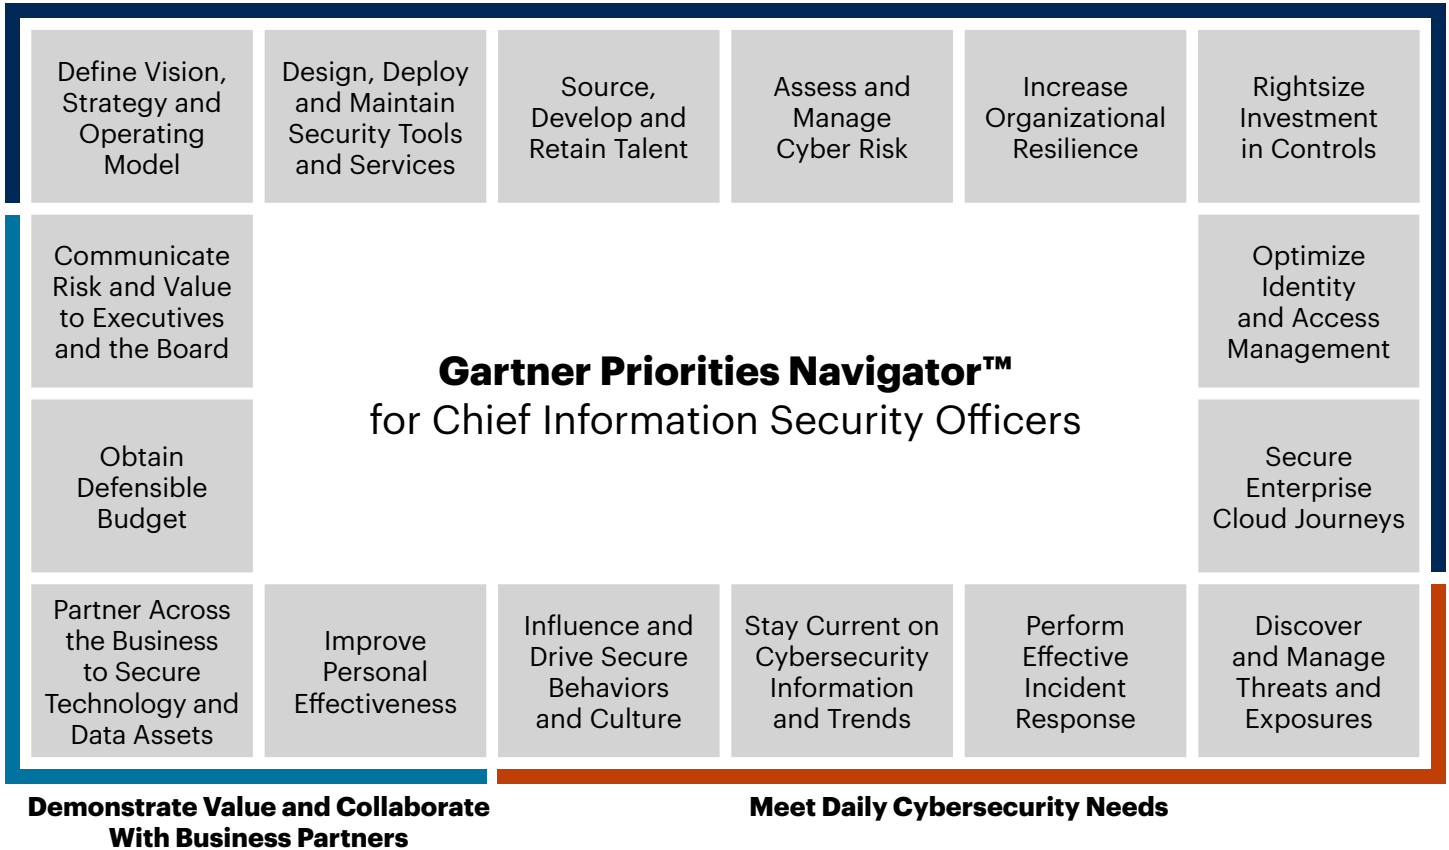 Define Vision,
Strategy and
Operating
Model
Design, Deploy
and Maintain
Security Tools
and Services
Source,
Develop and
Retain Talent
Assess and
Manage
Cyber Risk
Increase
Organizational
Resilience
Rightsize
Investment
in Controls
Communicate
Risk and Value
to Executives
and the Board
Optimize
Identity
and Access
Management
Gartner Priorities Navigator™
for Chief Information Security Officers
Obtain
Defensible
Budget
Secure
Enterprise
Cloud Journeys
Partner Across
the Business
to Secure
Technology and
Data Assets
Improve
Personal
Effectiveness
Influence and
Drive Secure
Behaviors
and Culture
Stay Current on
Cybersecurity
Information
and Trends
Perform
Effective
Incident
Response
Discover
and Manage
Threats and
Exposures
Demonstrate Value and Collaborate
With Business Partners
Meet Daily Cybersecurity Needs